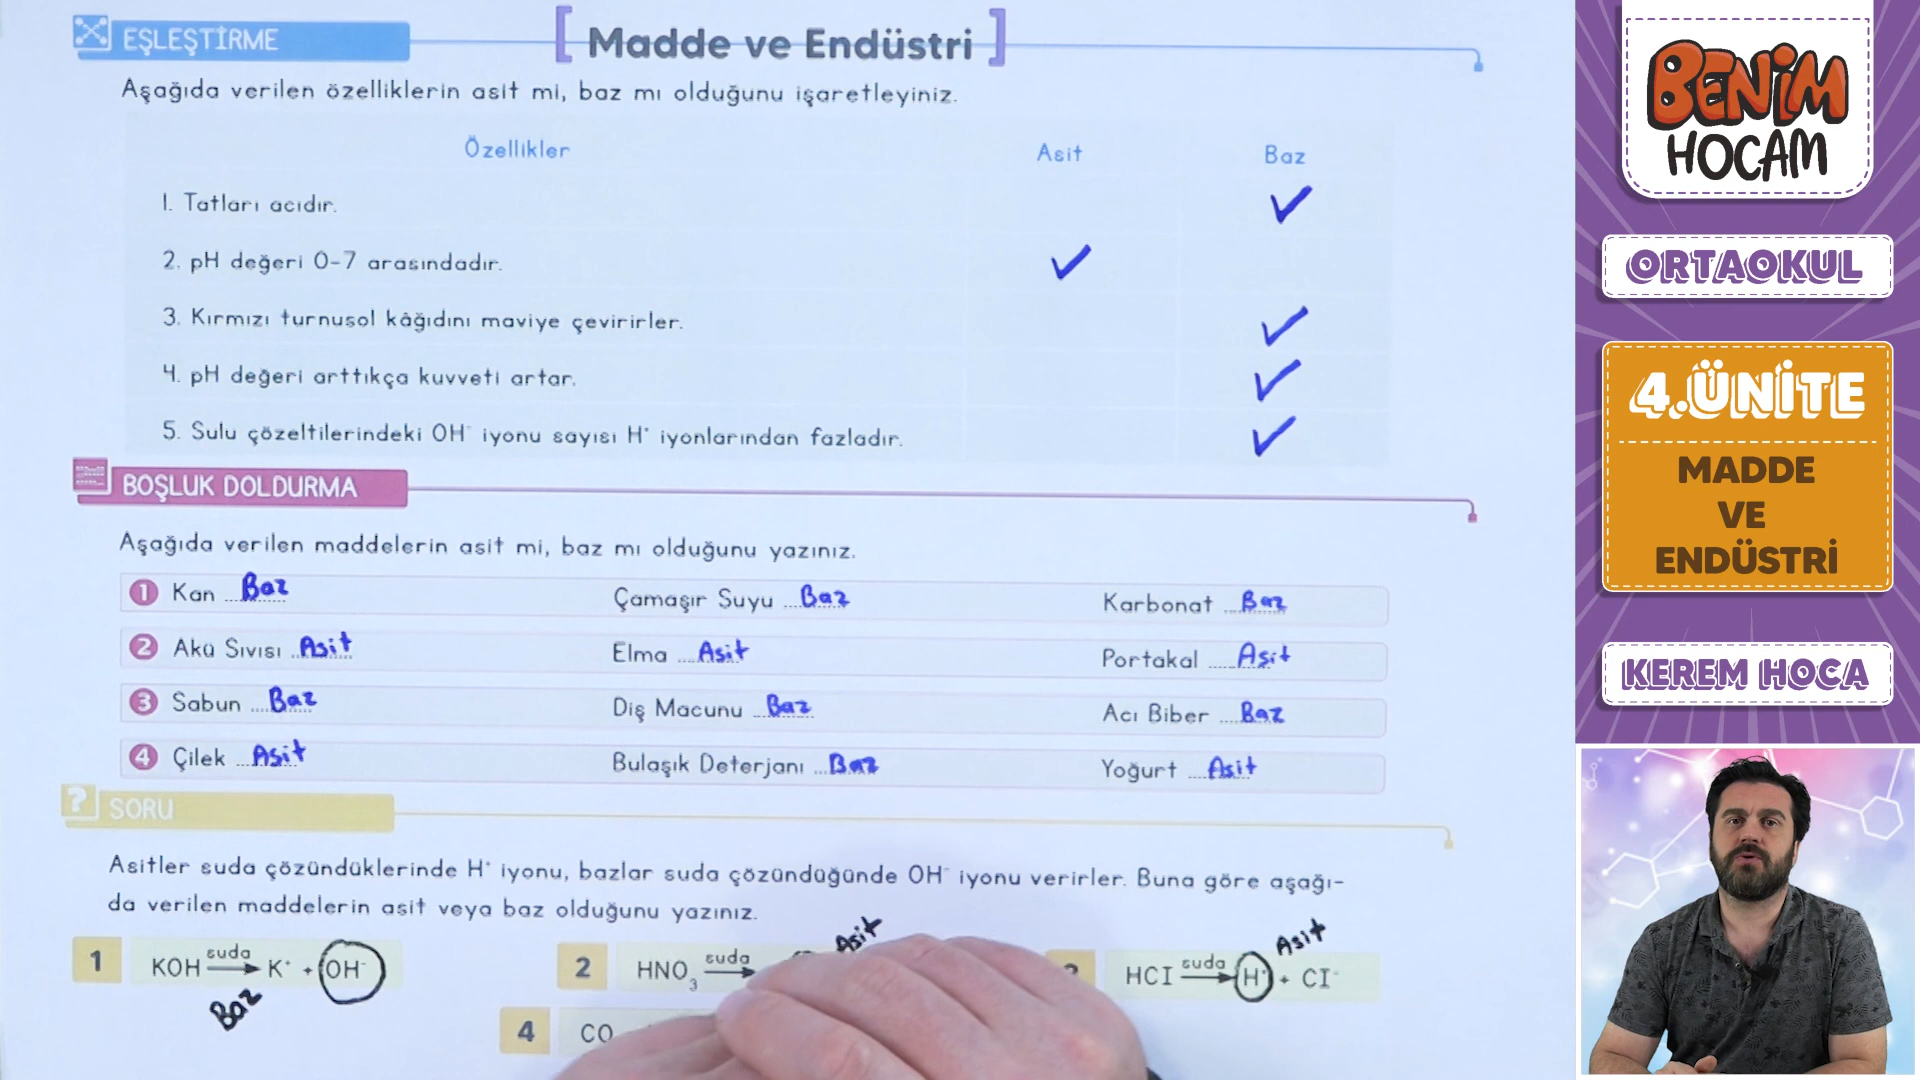 EŞLEŞTİRME
[ Madde ve Endüstri ]
Aşağıda verilen özelliklerin asit mi, baz mı olduğunu işaretleyiniz.
Özellikler Asit Baz
1. Tatları acıdır. ✓
2. pH değeri 0-7 arasındadır. ✓
3. Kırmızı turnusol kâğıdını maviye çevirirler. ✓
4. pH değeri arttıkça kuvveti artar. ✓
5. Sulu çözeltilerindeki OH⁻ iyonu sayısı H⁺ iyonlarından fazladır. ✓
BOŞLUK DOLDURMA
Aşağıda verilen maddelerin asit mi, baz mı olduğunu yazınız.
1 Kan Baz Çamaşır Suyu Baz Karbonat Baz
2 Akü Sıvısı Asit Elma Asit Portakal Asit
3 Sabun Baz Diş Macunu Baz Acı Biber Baz
4 Çilek Asit Bulaşık Deterjanı Baz Yoğurt Asit
? SORU
Asitler suda çözündüklerinde H⁺ iyonu, bazlar suda çözündüğünde OH⁻ iyonu verirler. Buna göre aşağı-
da verilen maddelerin asit veya baz olduğunu yazınız.
1 KOH suda → K⁺ + OH⁻ Baz
2 HNO₃ suda → Asit
HCI suda → H⁺ + CI⁻ Asit
4 CO
BENİM
HOCAM
ORTAOKUL
4.ÜNİTE
MADDE
VE
ENDÜSTRİ
KEREM HOCA